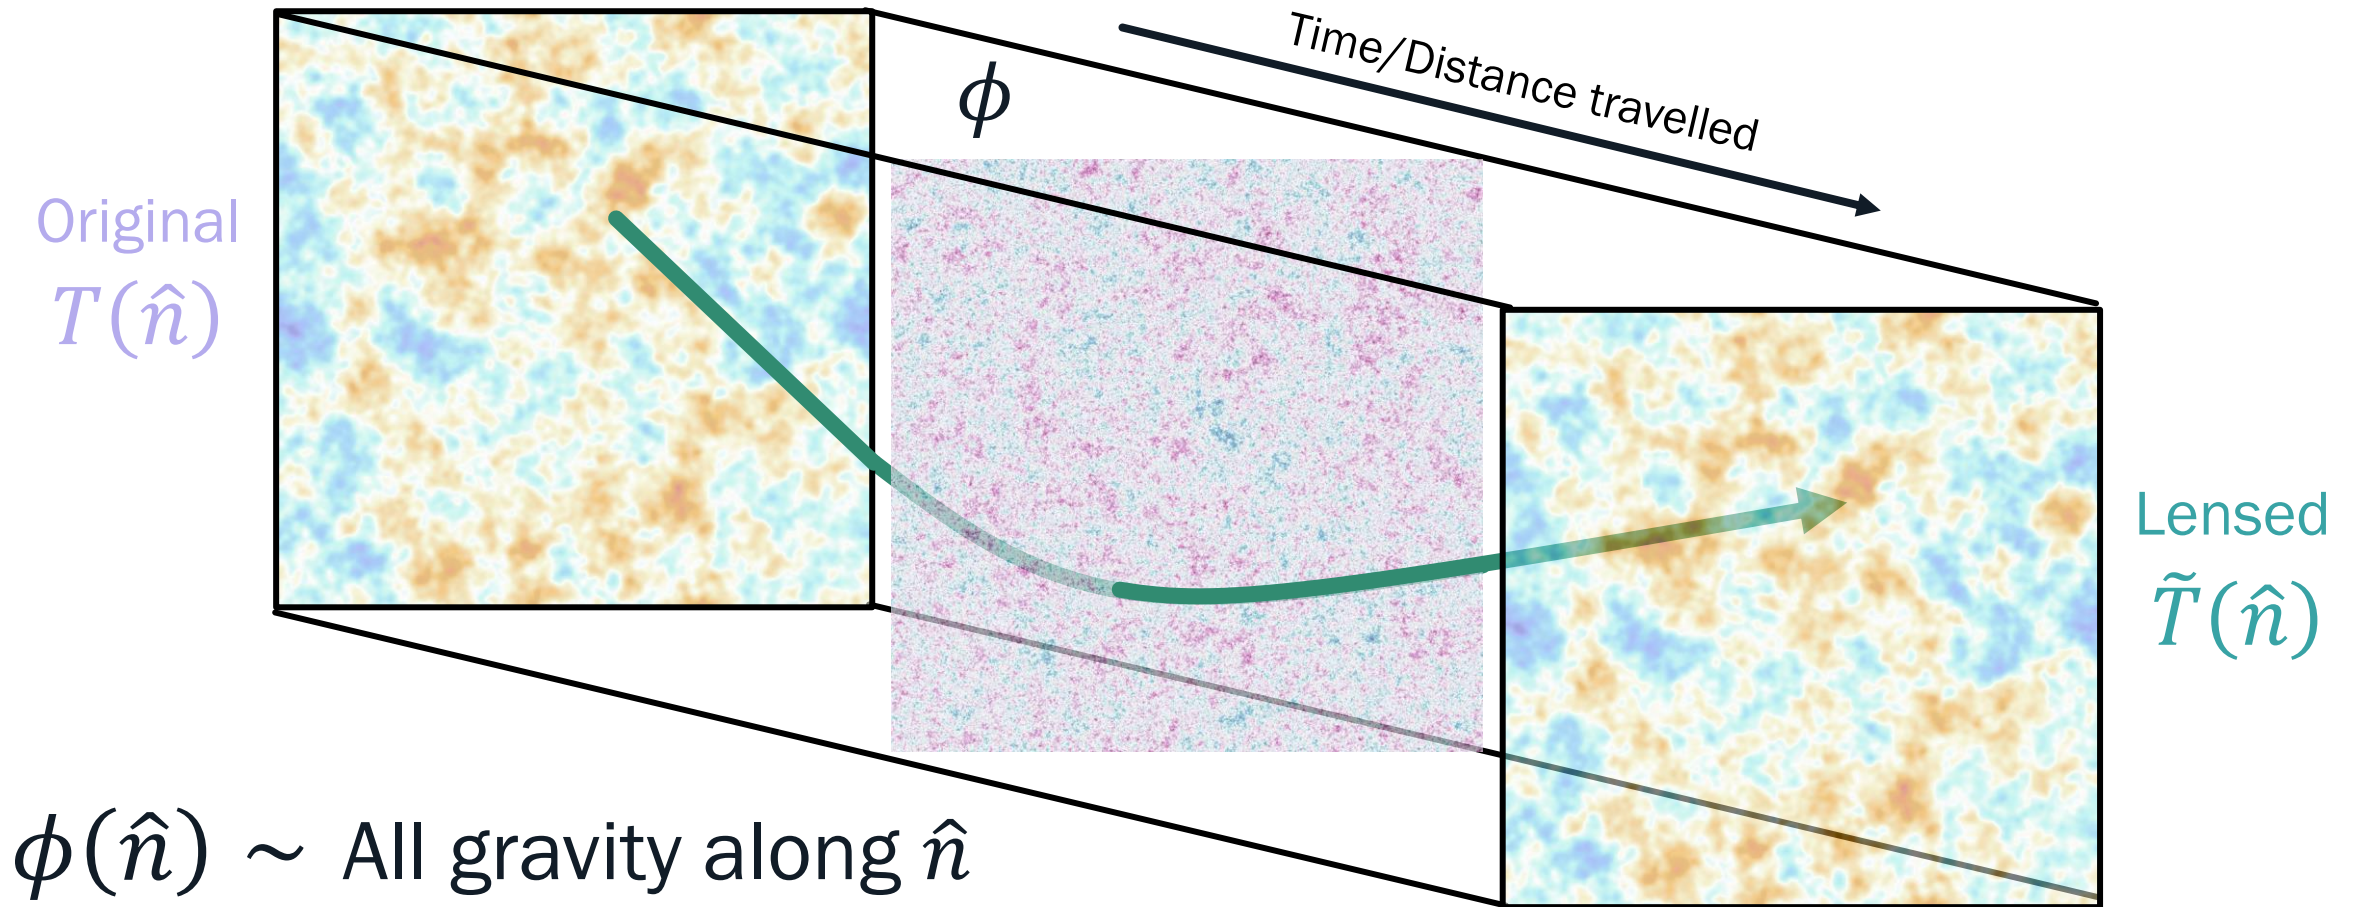 Time/Distance travelled
ϕ
Original
T(n̂)
Lensed
T̃(n̂)
ϕ(n̂) ~ All gravity along n̂